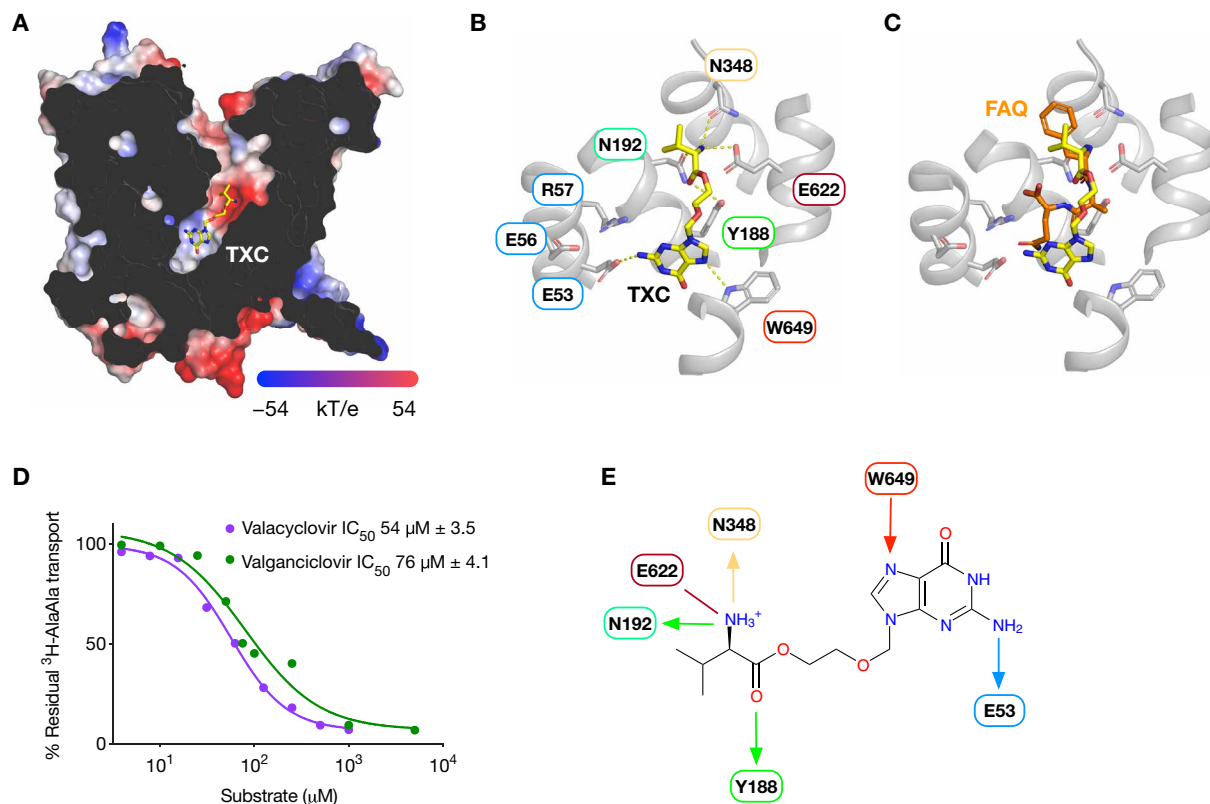 A
TXC
−54 kT/e 54
B
N348
N192
R57
E622
E56
Y188
E53
TXC
W649
C
FAQ
D
% Residual ³H-AlaAla transport
Valacyclovir IC₅₀ 54 µM ± 3.5
Valganciclovir IC₅₀ 76 µM ± 4.1
100
50
0
10¹ 10² 10³ 10⁴
Substrate (µM)
E
W649
N348
O
E622
N NH
N192 NH₃⁺
N N NH₂
O O
O
E53
Y188